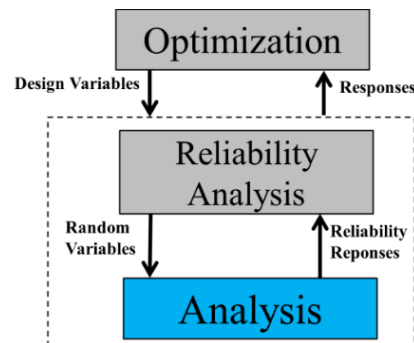 Optimization
Design Variables
Responses
Reliability
Analysis
Random
Variables
Reliability
Reponses
Analysis